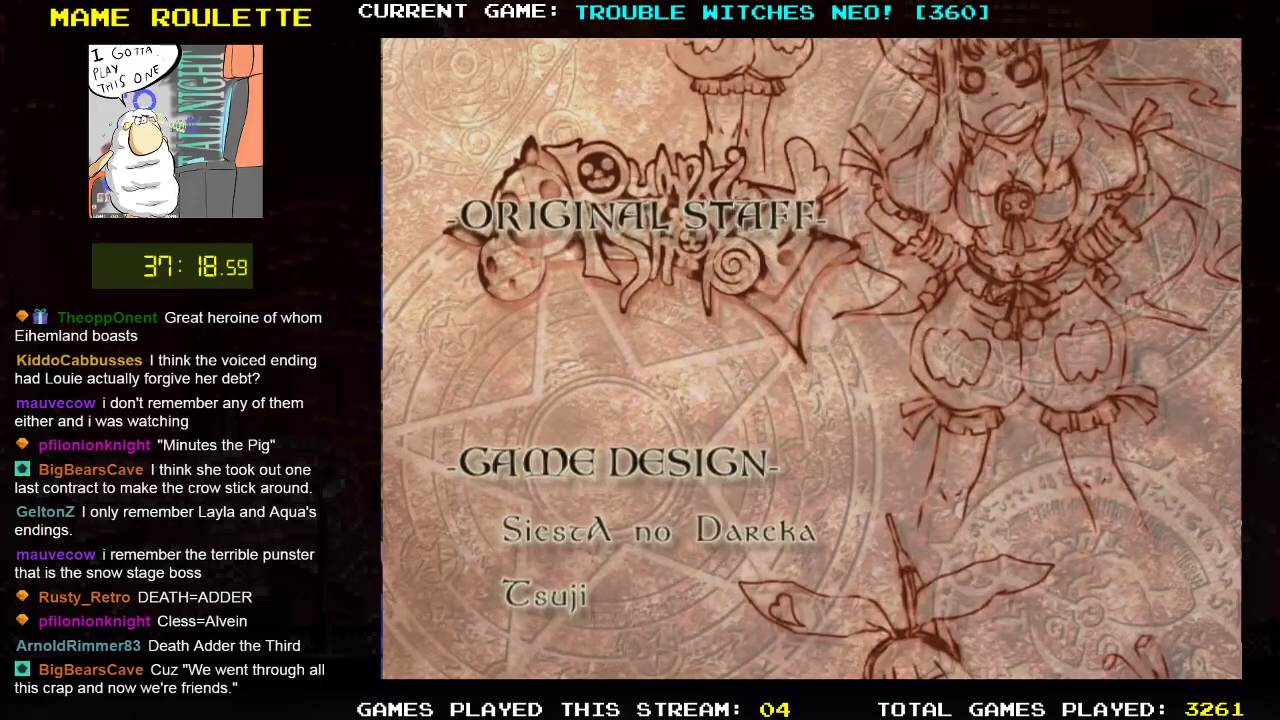 MAME ROULETTE
CURRENT GAME: TROUBLE WITCHES NEO! [360]
I GOTTA
PLAY
THIS ONE
37:18.59
TheoppOnent Great heroine of whom
Eihemland boasts
KiddoCabbusses I think the voiced ending
had Louie actually forgive her debt?
mauvecow i don't remember any of them
either and i was watching
pfilonionknight "Minutes the Pig"
BigBearsCave I think she took out one
last contract to make the crow stick around.
GeltonZ I only remember Layla and Aqua's
endings.
mauvecow i remember the terrible punster
that is the snow stage boss
Rusty_Retro DEATH=ADDER
pfilonionknight Cless=Alvein
ArnoldRimmer83 Death Adder the Third
BigBearsCave Cuz "We went through all
this crap and now we're friends."
-ORIGINAL STAFF-
-GAME DESIGN-
SiestA no Dareka
Tsuji
GAMES PLAYED THIS STREAM: 04
TOTAL GAMES PLAYED: 3261